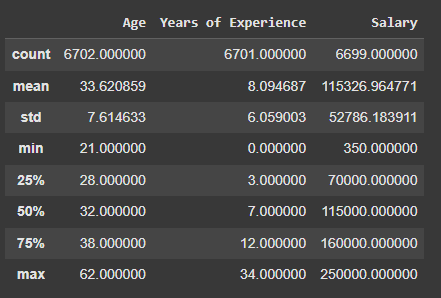 Age Years of Experience Salary
count 6702.000000 6701.000000 6699.000000
mean 33.620859 8.094687 115326.964771
std 7.614633 6.059003 52786.183911
min 21.000000 0.000000 350.000000
25% 28.000000 3.000000 70000.000000
50% 32.000000 7.000000 115000.000000
75% 38.000000 12.000000 160000.000000
max 62.000000 34.000000 250000.000000